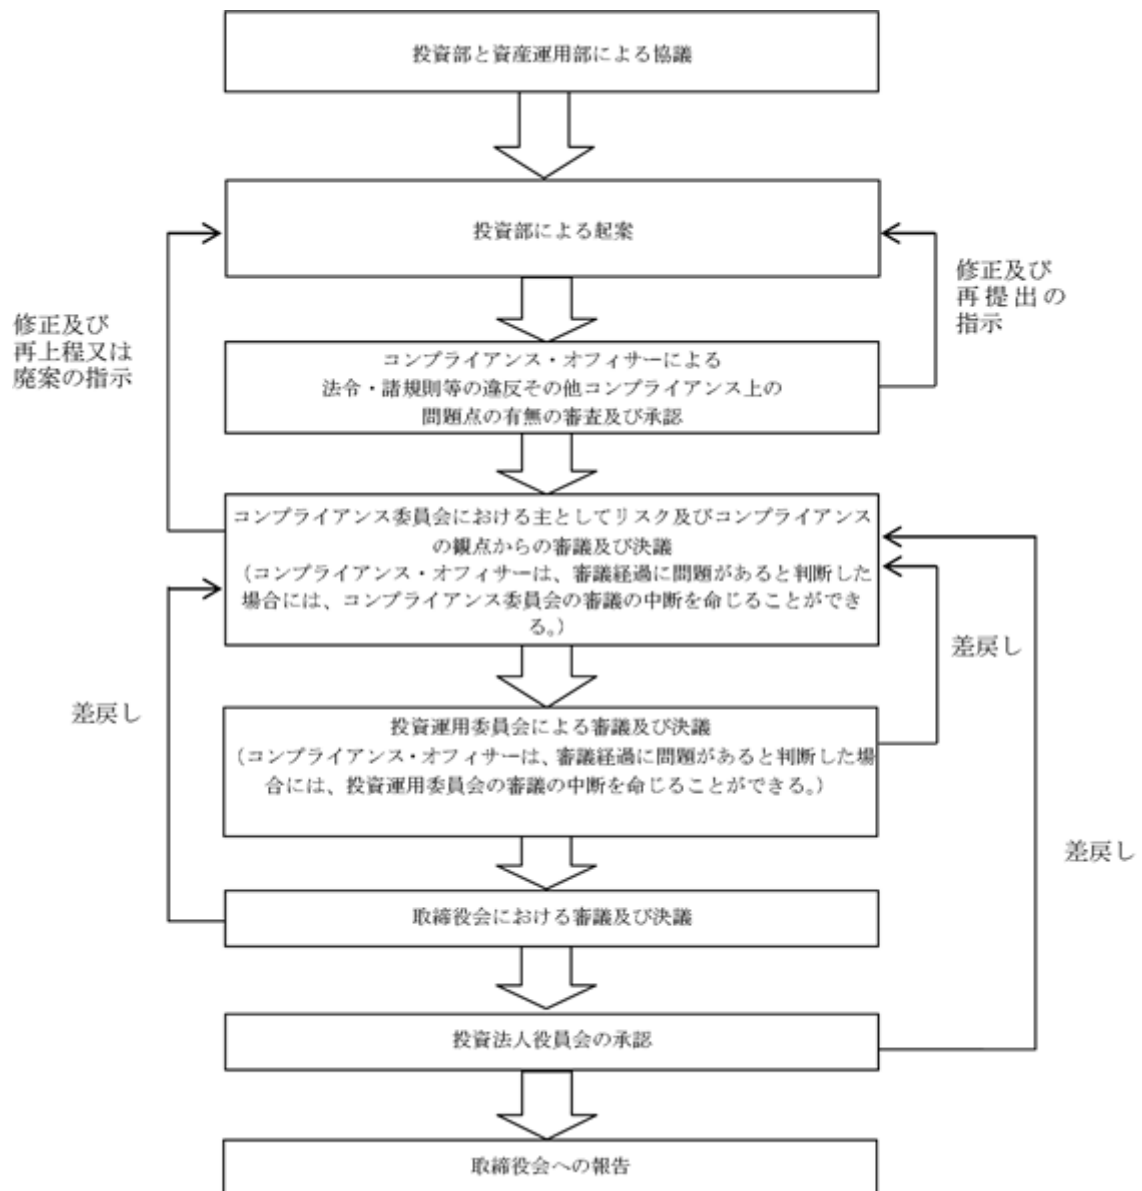 投資部と資産運用部による協議
投資部による起案
修正及び
再提出の
指示
修正及び
再上程又は
廃案の指示
コンプライアンス・オフィサーによる
法令・諸規則等の違反その他コンプライアンス上の
問題点の有無の審査及び承認
コンプライアンス委員会における主としてリスク及びコンプライアンス
の観点からの審議及び決議
（コンプライアンス・オフィサーは、審議経過に問題があると判断した
場合には、コンプライアンス委員会の審議の中断を命じることができ
る。）
差戻し
差戻し
投資運用委員会による審議及び決議
（コンプライアンス・オフィサーは、審議経過に問題があると判断した場
合には、投資運用委員会の審議の中断を命じることができる。）
差戻し
取締役会における審議及び決議
投資法人役員会の承認
取締役会への報告